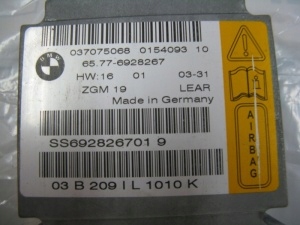 BMW
037075068 0154093 10
65.77-6928267
HW:16 01 03-31
ZGM 19 LEAR
Made in Germany
AIRBAG
SS692826701 9
03 B 209 I L 1010 K